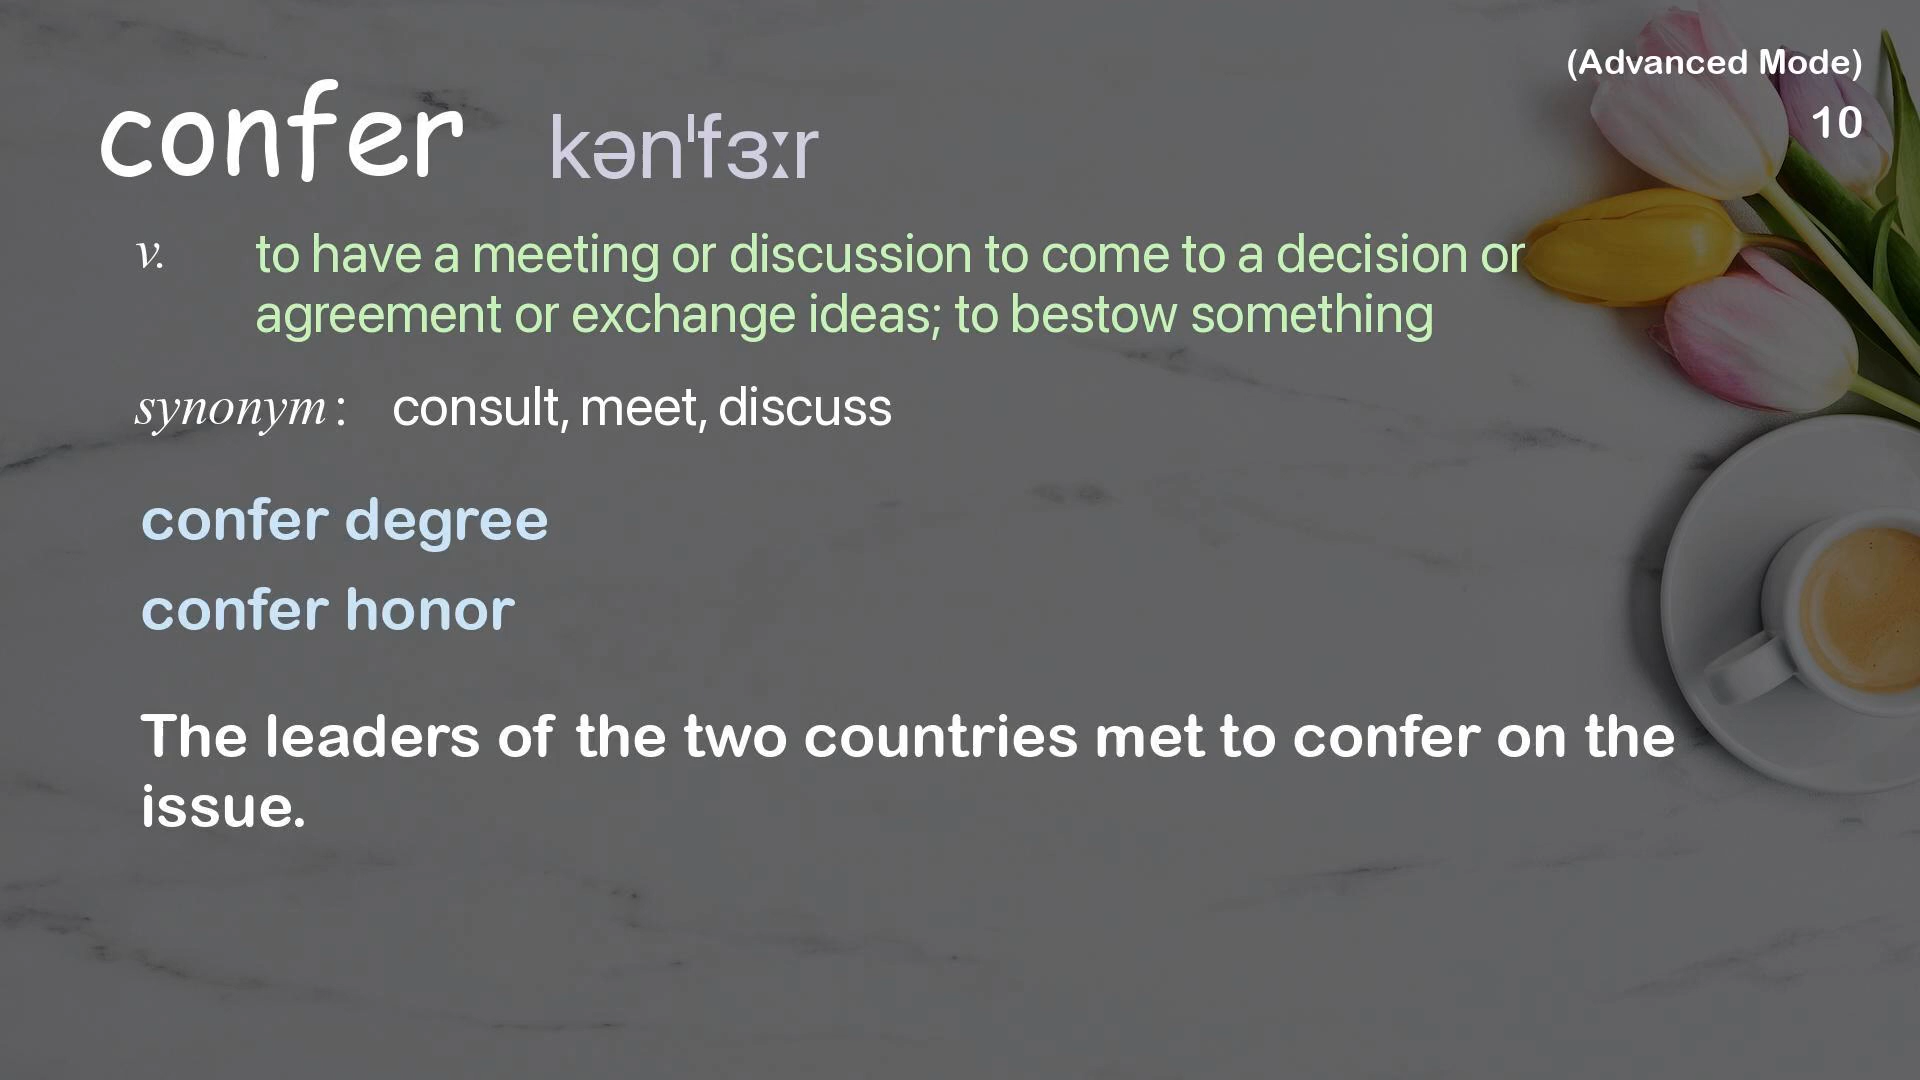 (Advanced Mode)
10
confer kənˈfɜːr
v. to have a meeting or discussion to come to a decision or
agreement or exchange ideas; to bestow something
synonym: consult, meet, discuss
confer degree
confer honor
The leaders of the two countries met to confer on the
issue.